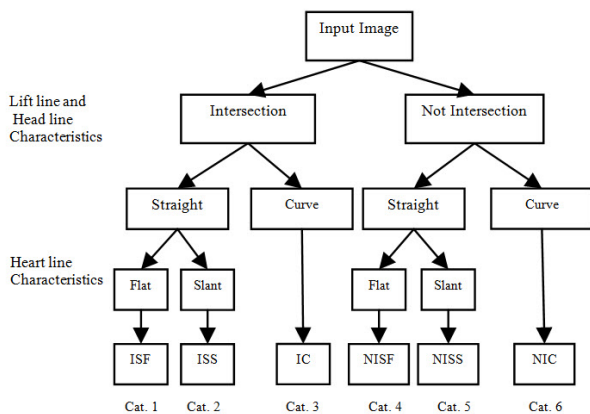 Input Image
Lift line and
Head line
Characteristics
Intersection
Not Intersection
Straight
Curve
Straight
Curve
Heart line
Characteristics
Flat
Slant
Flat
Slant
ISF
ISS
IC
NISF
NISS
NIC
Cat. 1
Cat. 2
Cat. 3
Cat. 4
Cat. 5
Cat. 6